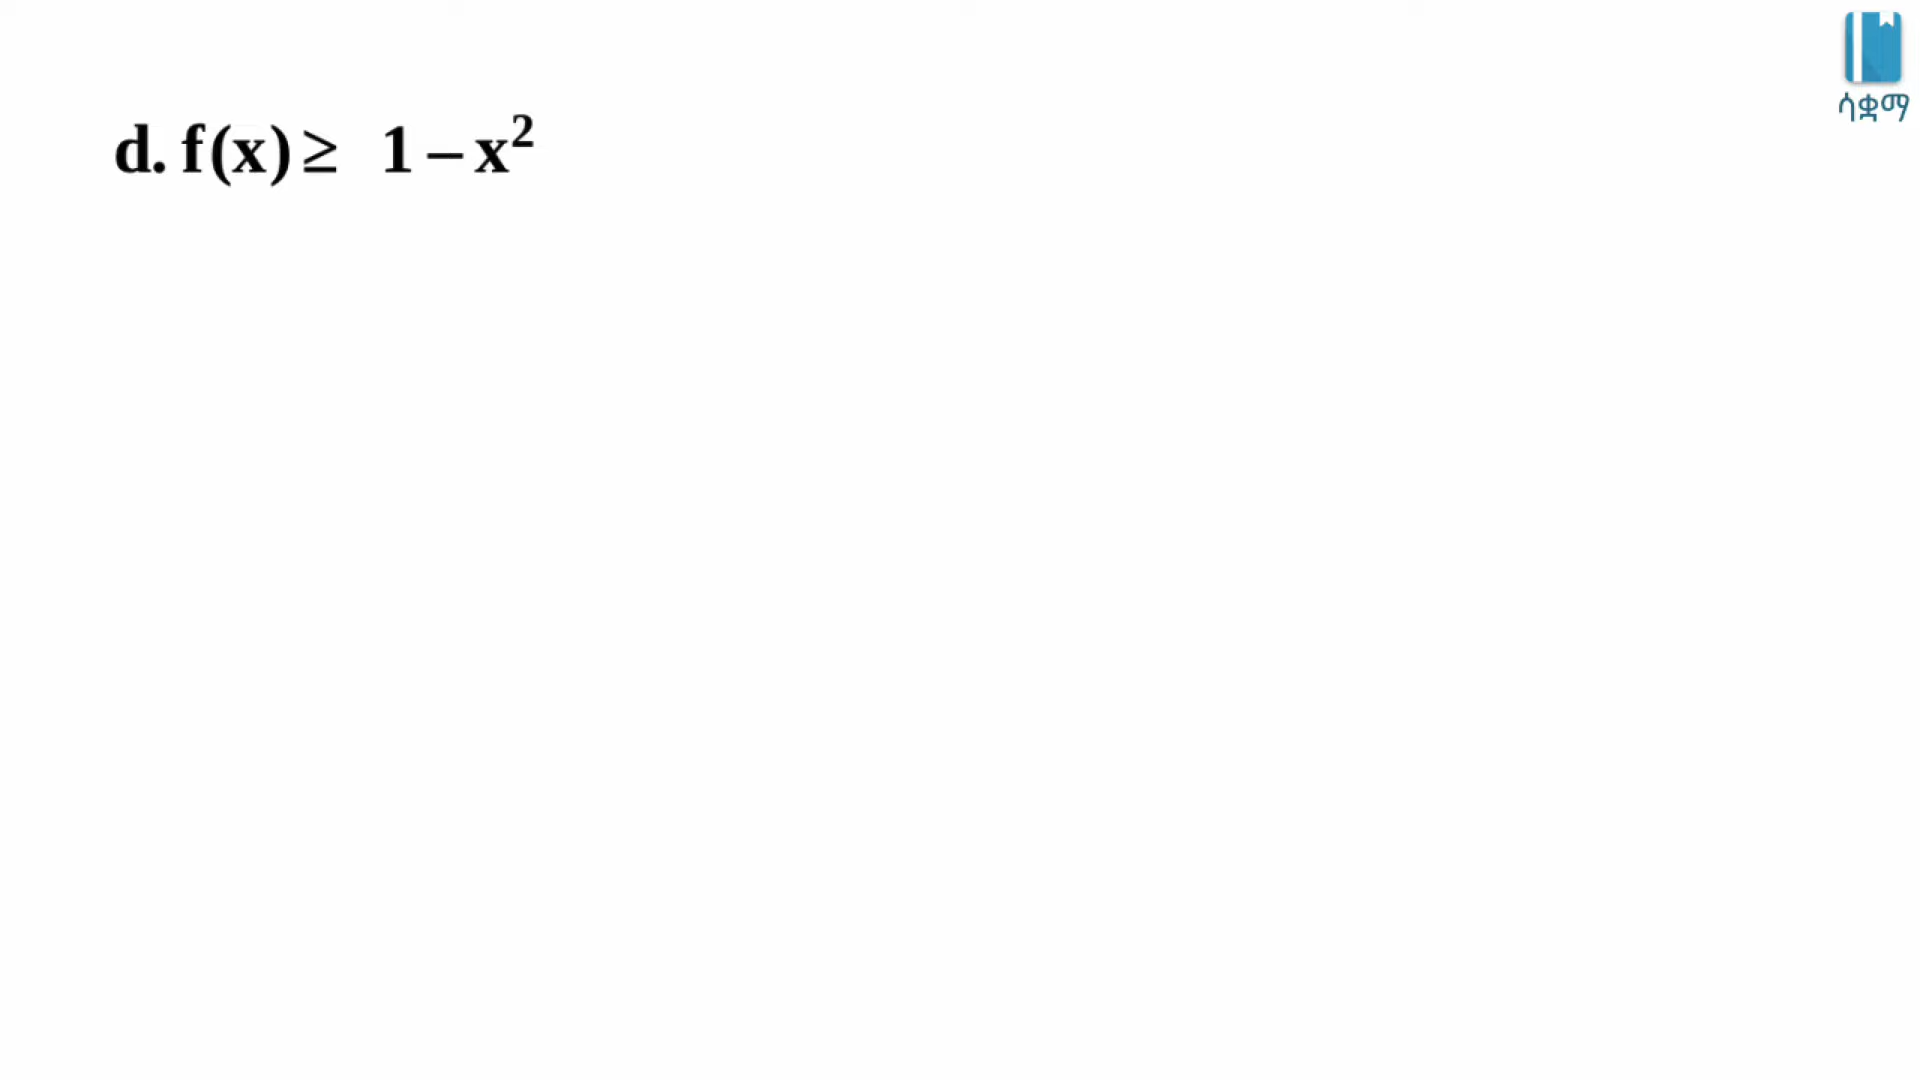 d. f(x) ≥ 1 – x²
ሳቋማ